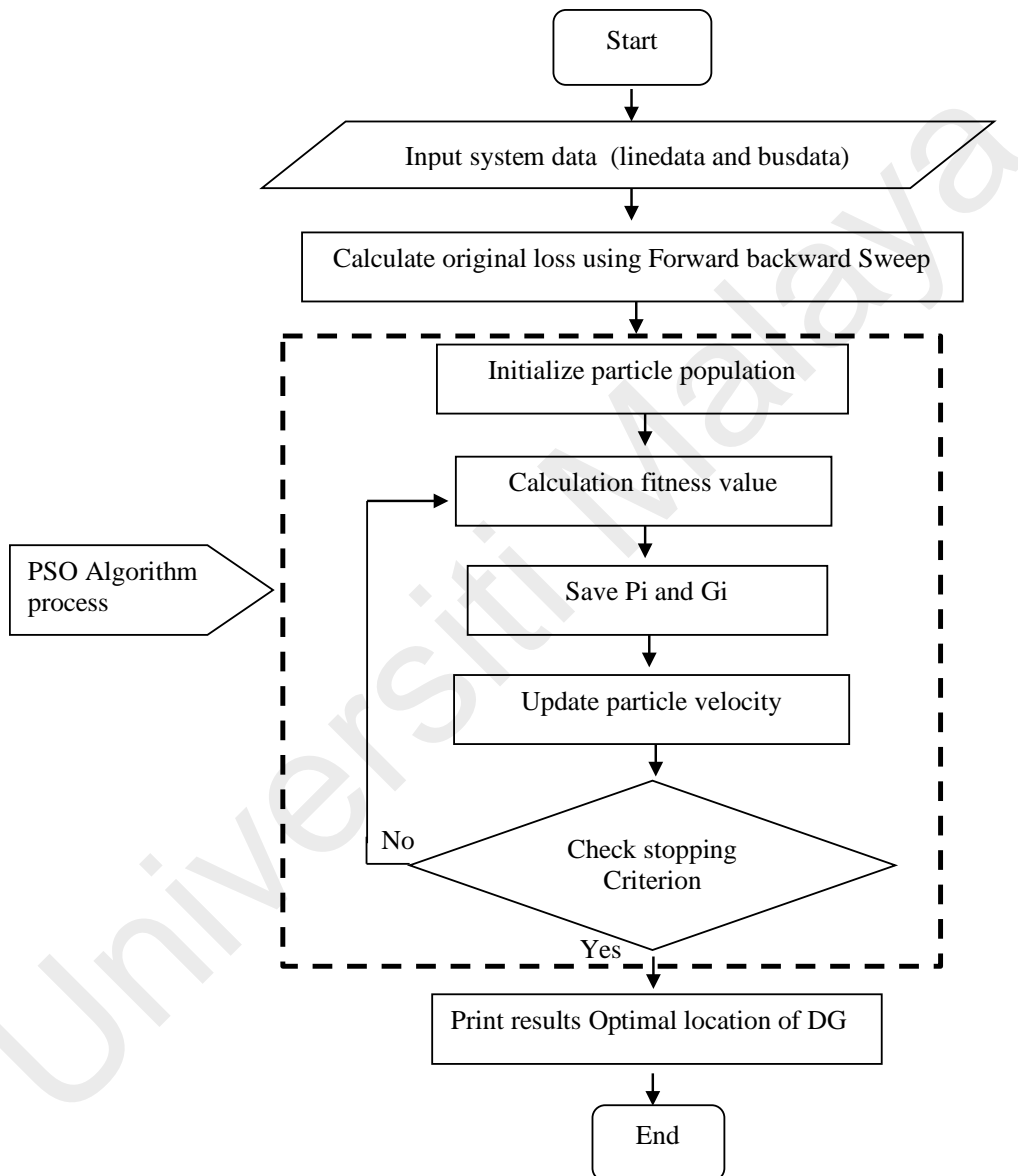 Start
Input system data (linedata and busdata)
Calculate original loss using Forward backward Sweep
Initialize particle population
Calculation fitness value
PSO Algorithm
process
Save Pi and Gi
Update particle velocity
No
Check stopping
Criterion
Yes
Print results Optimal location of DG
End
Universiti Malaya